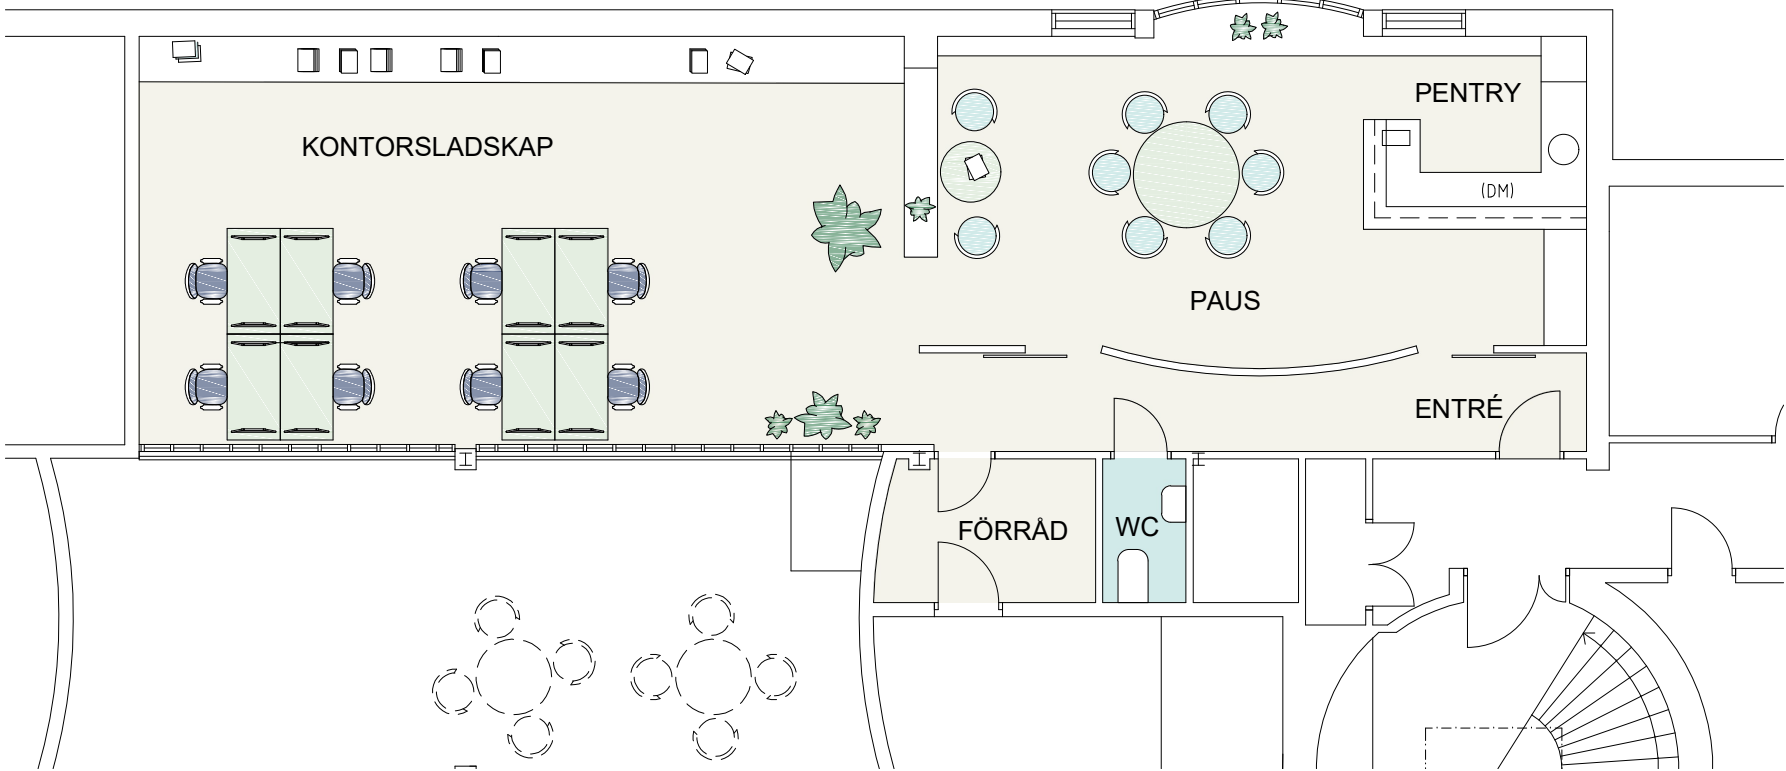 PENTRY
KONTORSLADSKAP
(DM)
PAUS
ENTRÉ
FÖRRÅD
WC